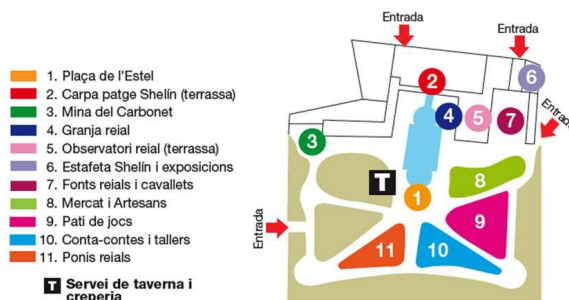 Entrada
Entrada
1. Plaça de l'Estel
2. Carpa patge Shelín (terrassa)
3. Mina del Carbonet
4. Granja reial
5. Observatori reial (terrassa)
6. Estafeta Shelín i exposicions
7. Fonts reials i cavallets
8. Mercat i Artesans
9. Pati de jocs
10. Conta-contes i tallers
11. Ponis reials
T Servei de taverna i
creperia
2
6
4
5
7
Entrada
3
T
8
1
9
Entrada
11
10